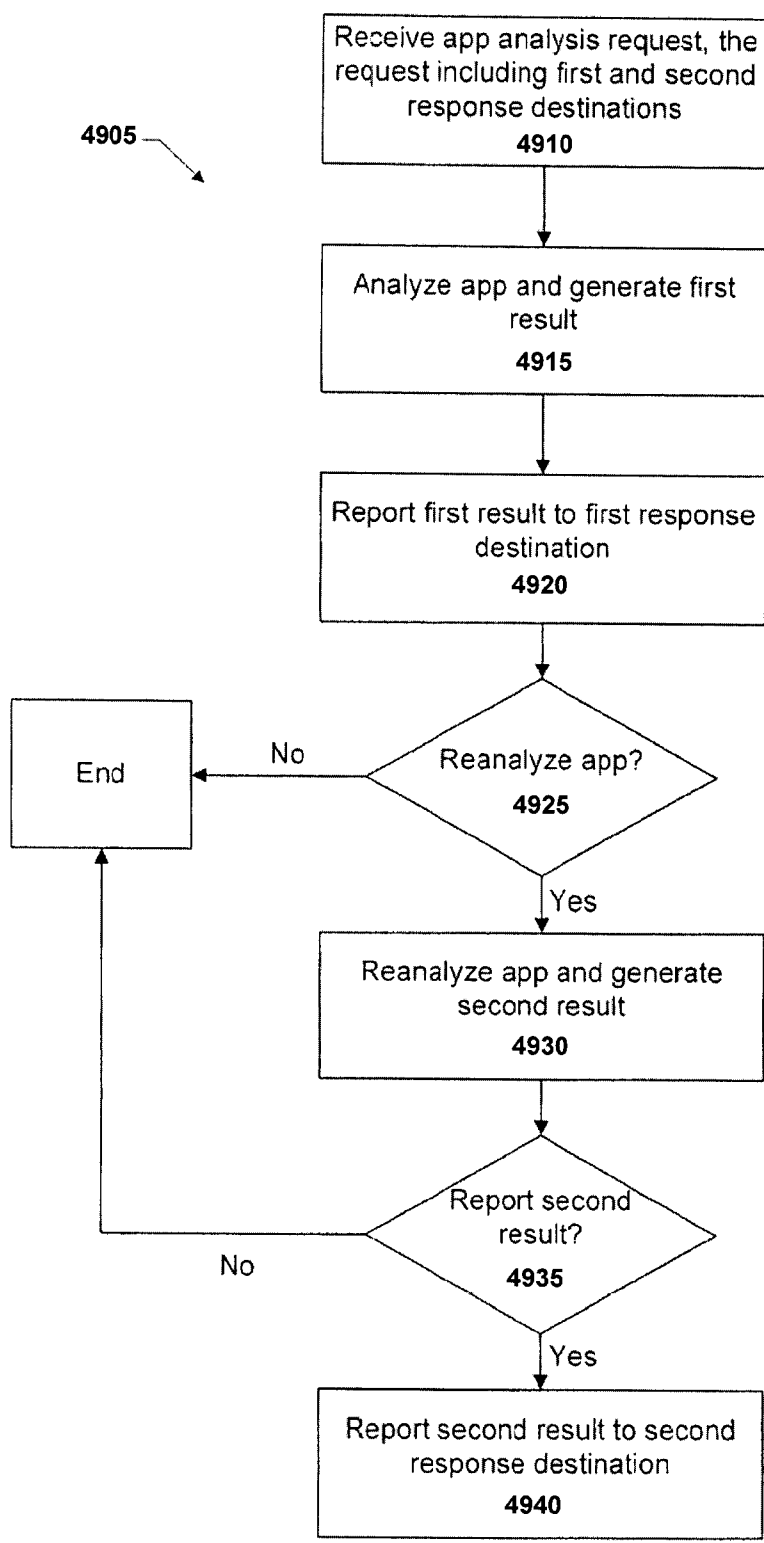 Receive app analysis request, the
request including first and second
response destinations
4910
4905
Analyze app and generate first
result
4915
Report first result to first response
destination
4920
Reanalyze app?
4925
No
End
Yes
Reanalyze app and generate
second result
4930
Report second
result?
4935
No
Yes
Report second result to second
response destination
4940